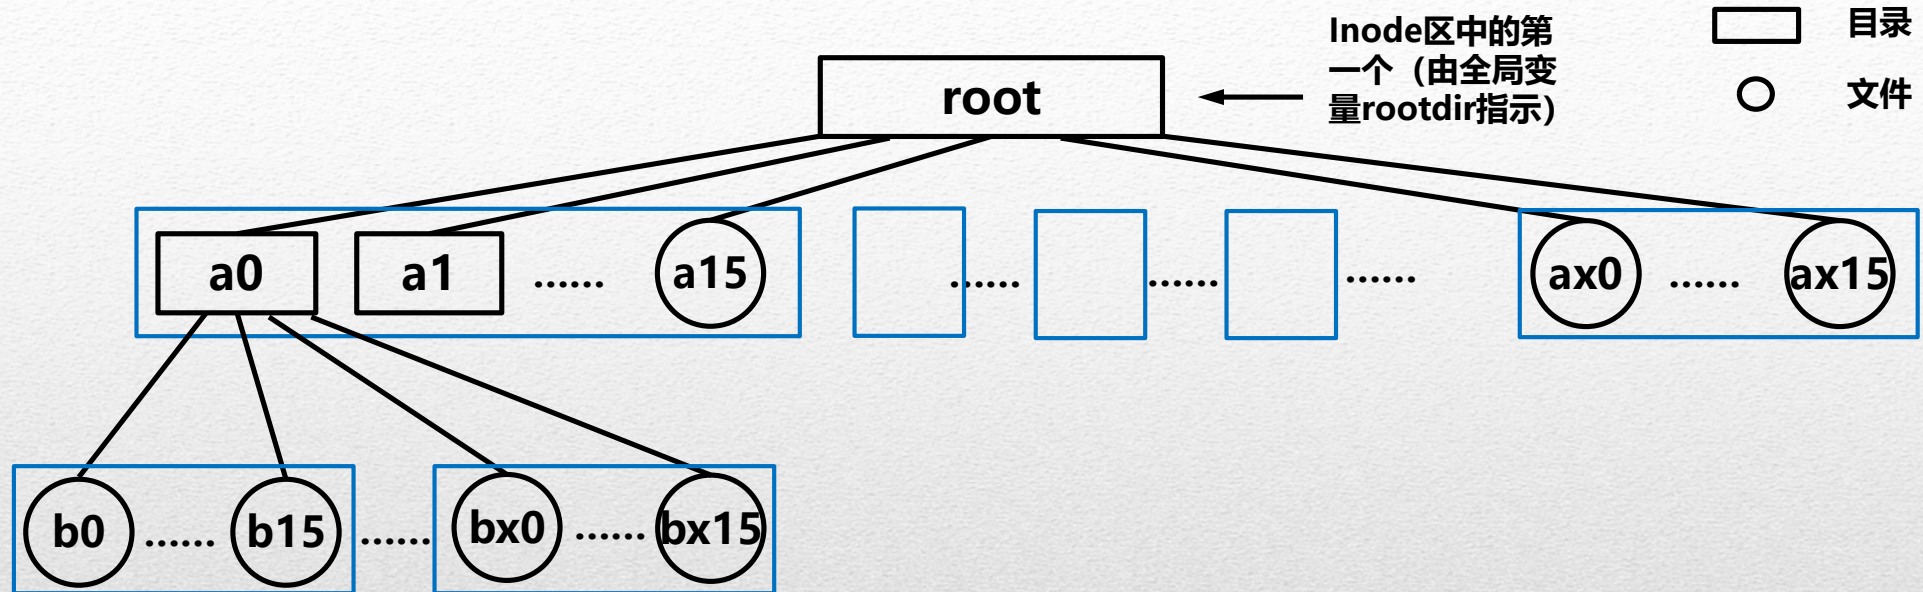 Inode区中的第
一个（由全局变
量rootdir指示）
目录
文件
root
a0
a1
......
a15
......
......
......
ax0
......
ax15
b0
......
b15
......
bx0
......
bx15